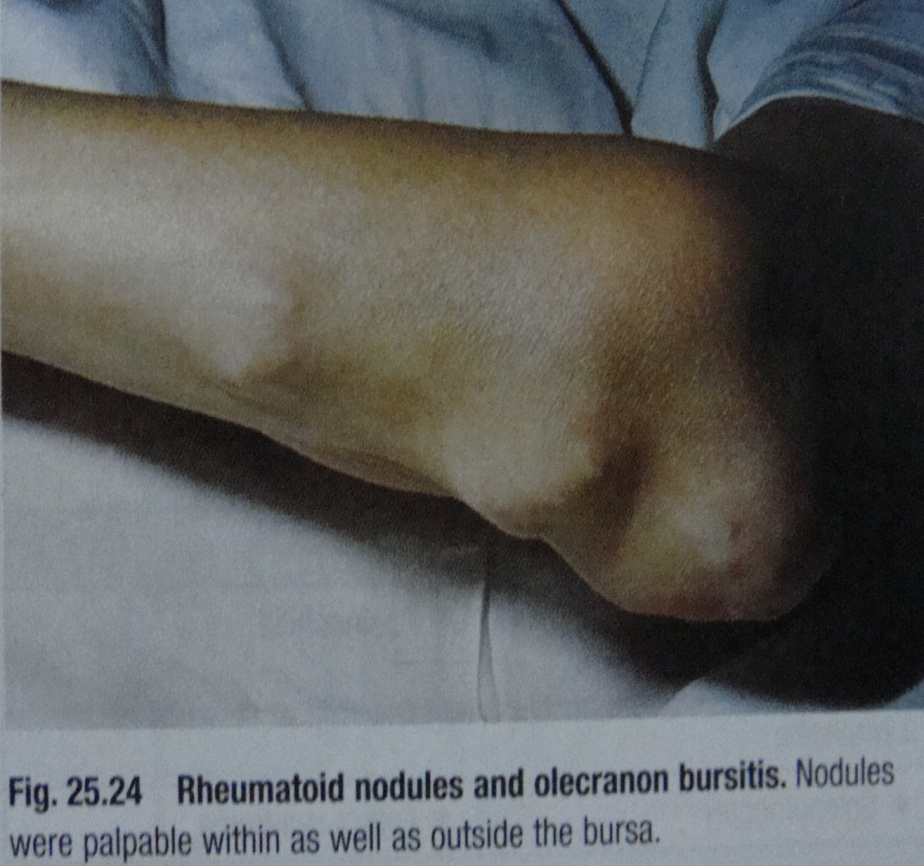 Fig. 25.24 Rheumatoid nodules and olecranon bursitis. Nodules
were palpable within as well as outside the bursa.